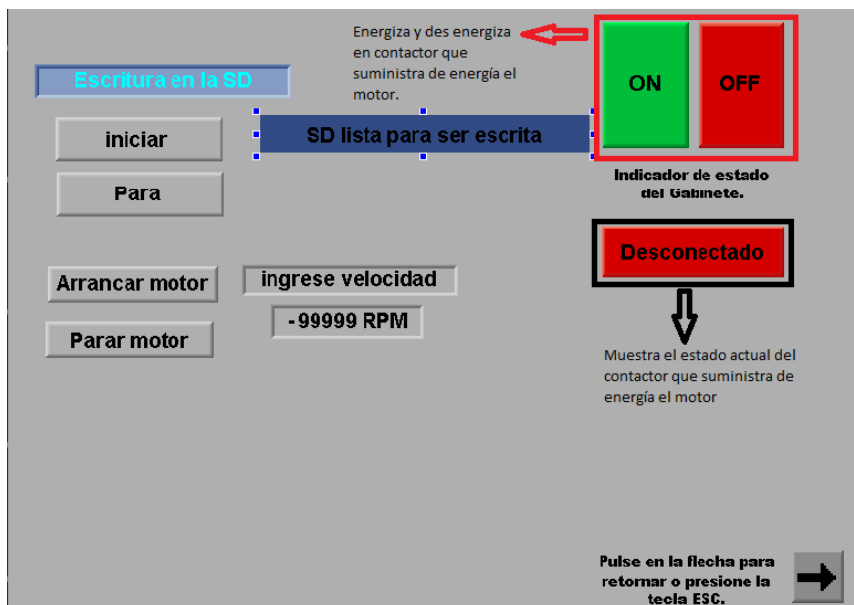 Energiza y des energiza
en contactor que
suministra de energía el
motor.
ON
OFF
Escritura en la SD
iniciar
SD lista para ser escrita
Para
Indicador de estado
del Gabinete.
Desconectado
Arrancar motor
ingrese velocidad
-99999 RPM
Parar motor
Muestra el estado actual del
contactor que suministra de
energía el motor
Pulse en la flecha para
retornar o presione la
tecla ESC.